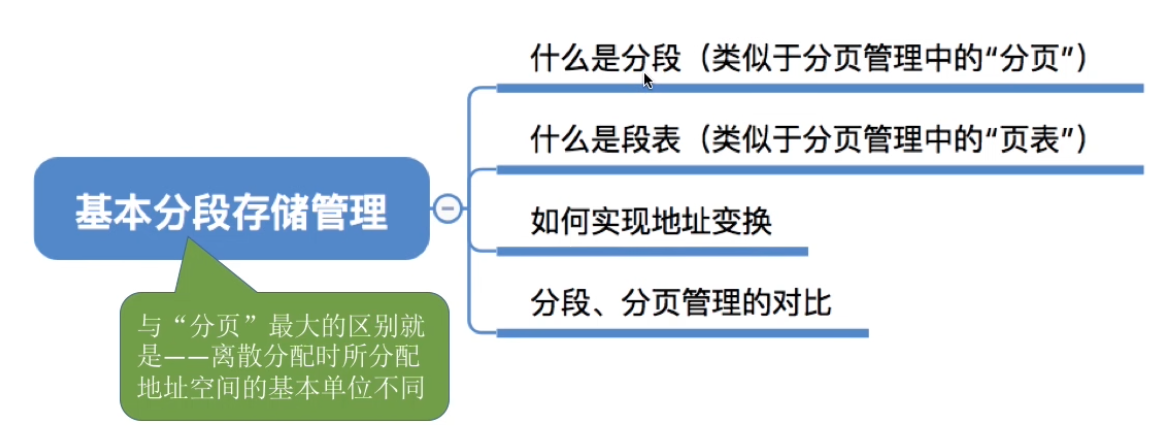 什么是分段（类似于分页管理中的“分页”）
什么是段表（类似于分页管理中的“页表”）
基本分段存储管理
如何实现地址变换
分段、分页管理的对比
与“分页”最大的区别就
是——离散分配时所分配
地址空间的基本单位不同